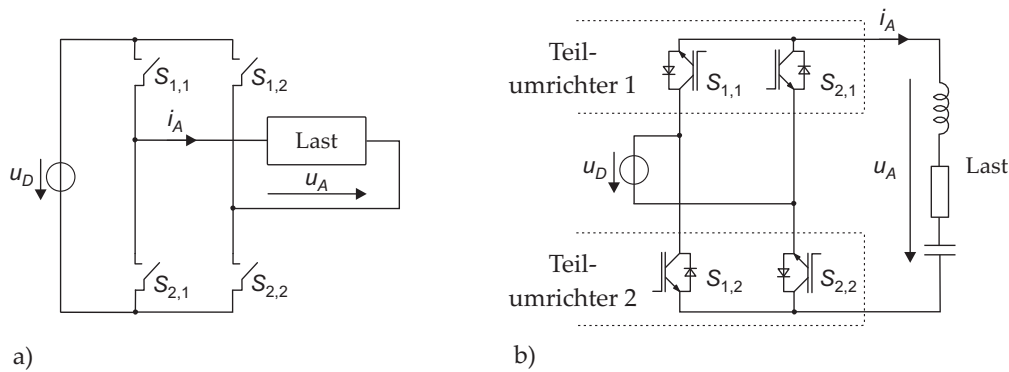 S1,1
S1,2
iA
Last
uA
uD
S2,1
S2,2
a)
Teil-
umrichter 1
S1,1
S2,1
iA
uD
uA
Last
Teil-
umrichter 2
S1,2
S2,2
b)